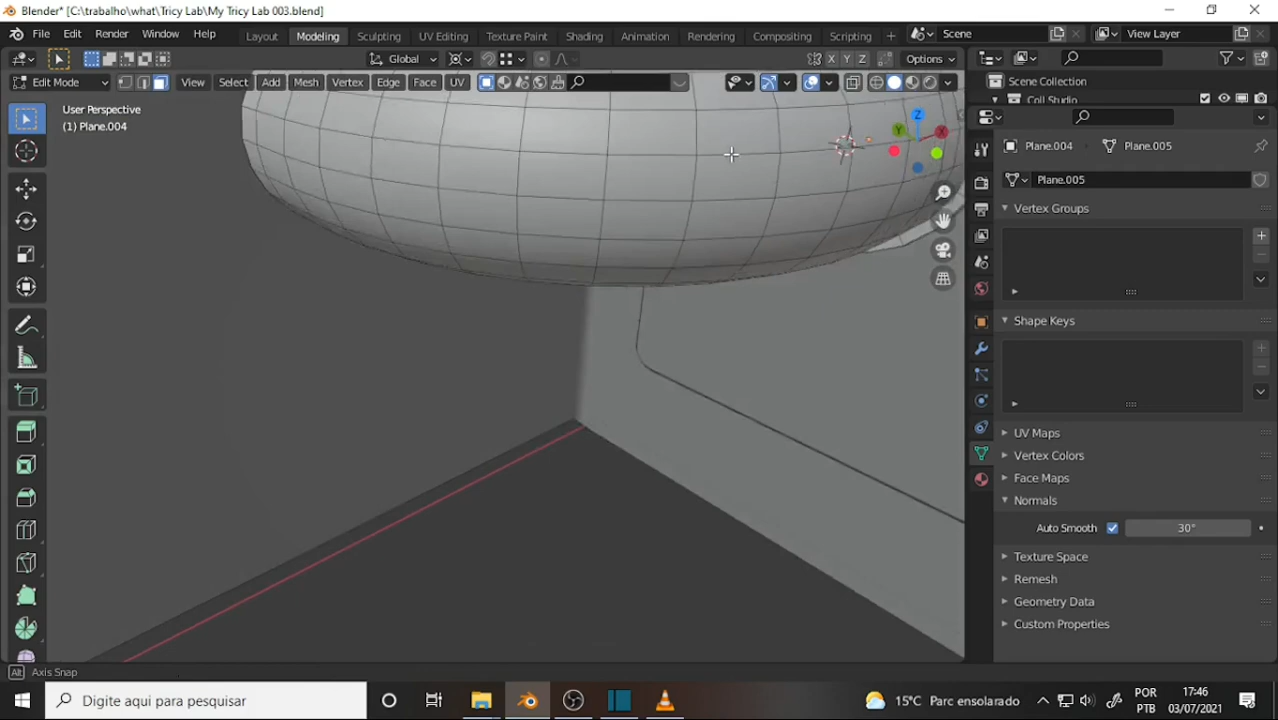 Blender* [C:\trabalho\what\Tricy Lab\My Tricy Lab 003.blend]
File Edit Render Window Help Layout Modeling Sculpting UV Editing Texture Paint Shading Animation Rendering Compositing Scripting + Scene View Layer
Global X Y Z Options
Edit Mode View Select Add Mesh Vertex Edge Face UV
Scene Collection
Coll Studio
User Perspective
(1) Plane.004
Z
Y
X
Plane.004 Plane.005
Plane.005
Vertex Groups
Shape Keys
UV Maps
Vertex Colors
Face Maps
Normals
Auto Smooth 30°
Texture Space
Remesh
Geometry Data
Custom Properties
Alt Axis Snap
Digite aqui para pesquisar
15°C Parc ensolarado
POR
PTB
17:46
03/07/2021